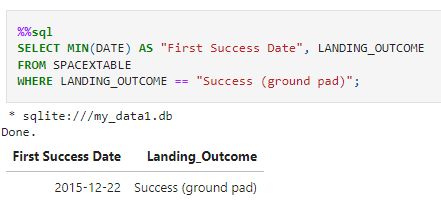 %%sql
SELECT MIN(DATE) AS "First Success Date", LANDING_OUTCOME
FROM SPACEXTABLE
WHERE LANDING_OUTCOME == "Success (ground pad)";
* sqlite:///my_data1.db
Done.
First Success Date Landing_Outcome
2015-12-22 Success (ground pad)